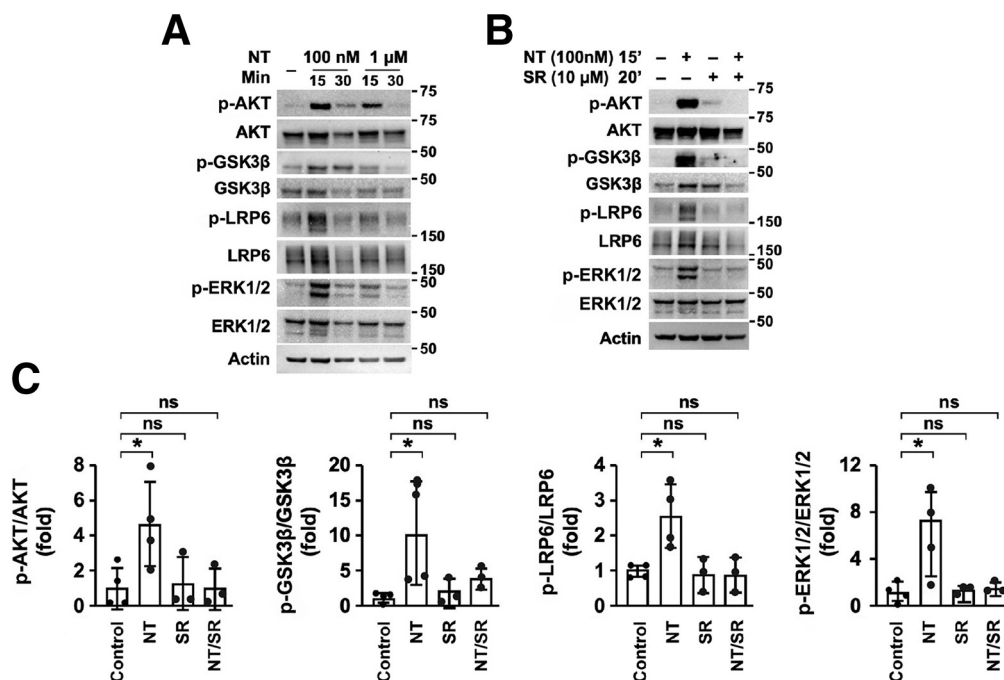 A
NT 100 nM 1 µM
Min – 15 30 15 30
p-AKT
75
AKT
75
p-GSK3β
50
GSK3β
50
p-LRP6
150
LRP6
150
p-ERK1/2
50
ERK1/2
50
Actin
50
B
NT (100nM) 15' – + – +
SR (10 µM) 20' – – + +
p-AKT
75
AKT
75
p-GSK3β
50
GSK3β
50
p-LRP6
150
LRP6
150
p-ERK1/2
50
ERK1/2
50
Actin
50
C
ns
ns
*
p-AKT/AKT
(fold)
8
6
4
2
0
Control
NT
SR
NT/SR
ns
ns
*
p-GSK3β/GSK3β
(fold)
20
15
10
5
0
Control
NT
SR
NT/SR
ns
ns
*
p-LRP6/LRP6
(fold)
4
3
2
1
0
Control
NT
SR
NT/SR
ns
ns
*
p-ERK1/2/ERK1/2
(fold)
12
8
4
0
Control
NT
SR
NT/SR